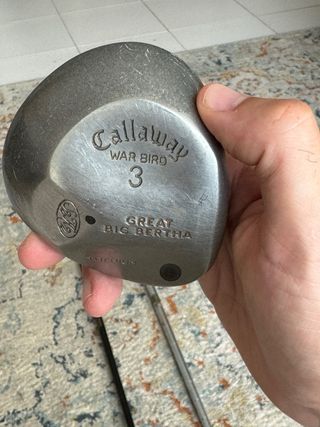 Callaway
WAR BIRD
3
GREAT
BIG BERTHA